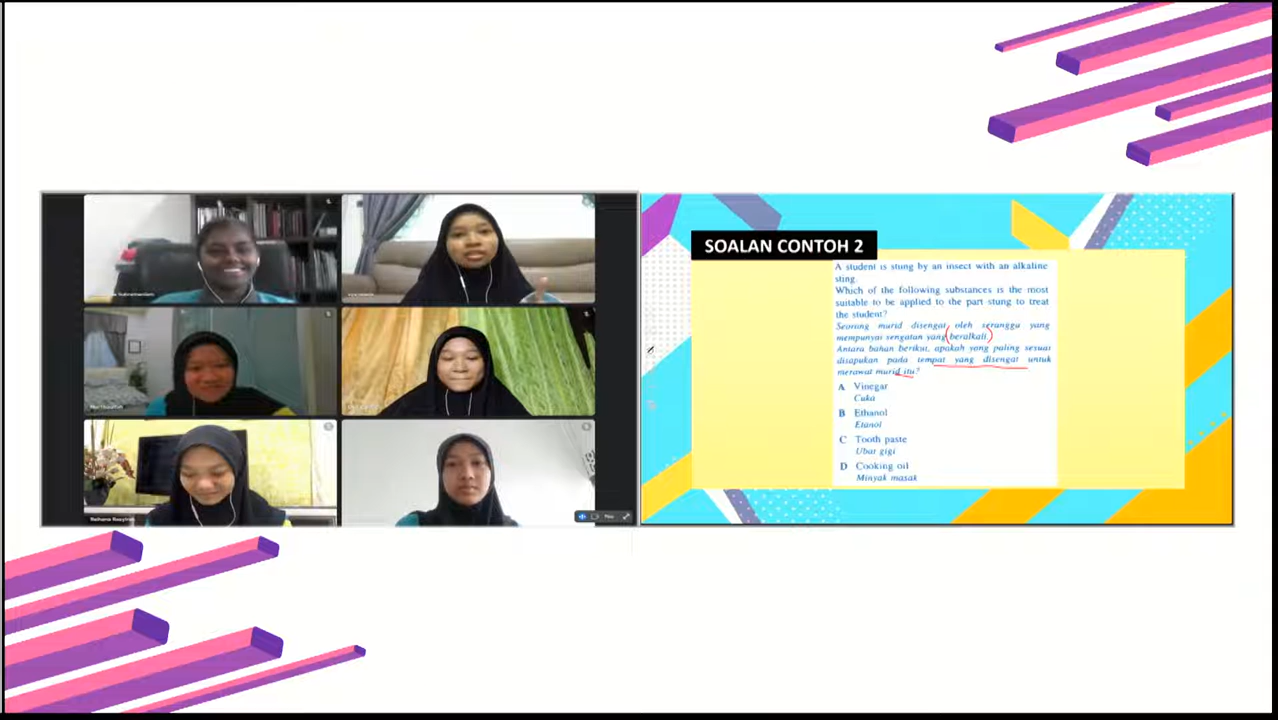 SOALAN CONTOH 2
A student is stung by an insect with an alkaline
sting.
Which of the following substances is the most
suitable to be applied to the part stung to treat
the student?
Seorang murid disengat oleh serangga yang
mempunyai sengatan yang beralkali.
Antara bahan berikut, apakah yang paling sesuai
disapukan pada tempat yang disengat untuk
merawat murid itu?
A Vinegar
Cuka
B Ethanol
Etanol
C Tooth paste
Ubat gigi
D Cooking oil
Minyak masak